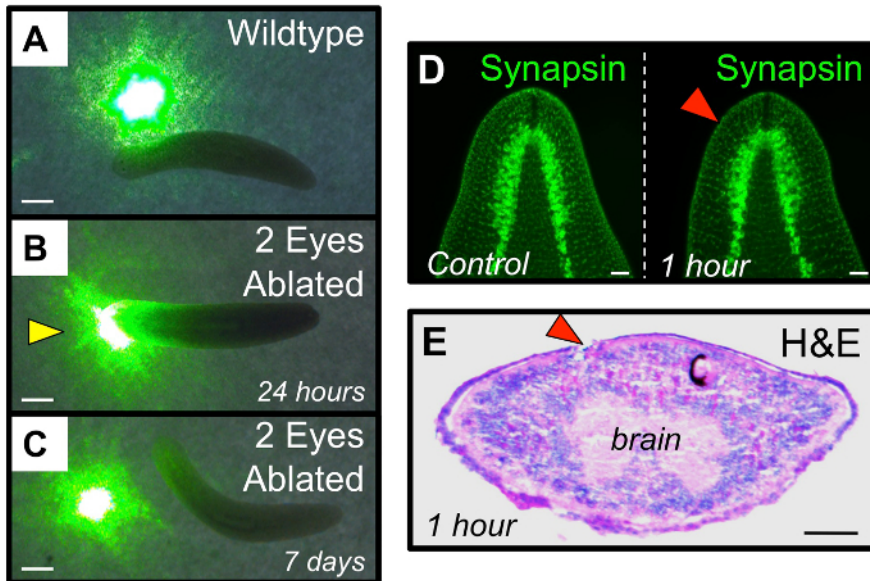 A
Wildtype
B
2 Eyes
Ablated
24 hours
C
2 Eyes
Ablated
7 days
D
Synapsin
Synapsin
Control
1 hour
E
H&E
brain
1 hour